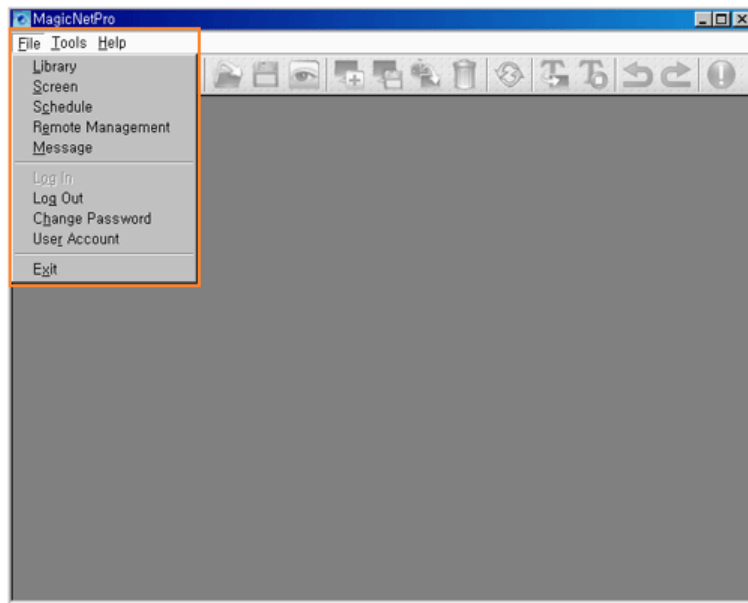 MagicNetPro
File Tools Help
Library
Screen
Schedule
Remote Management
Message
Log In
Log Out
Change Password
User Account
Exit